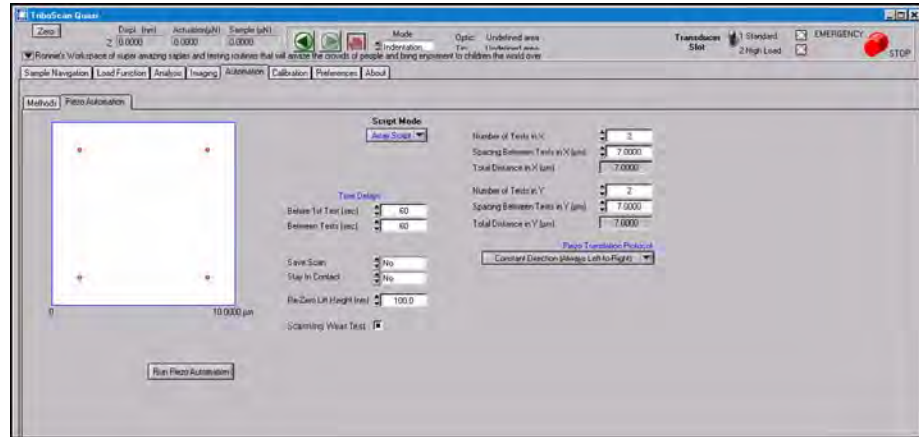 TriboScan Quasi
Zero
Displ. (nm) Actuation(µN) Sample (µN)
Z 0.0000 0.0000 0.0000
Mode
Indentation
Optic: Undefined area
Tip: Undefined area
Transducer Slot
1 Standard
2 High Load
EMERGENCY
STOP
Ronnie's Workspace of super amazing saples and testing routines that will amaze the crowds of people and bring enjoyment to children the world over
Sample Navigation Load Function Analysis Imaging Automation Calibration Preferences About
Methods Piezo Automation
Script Mode
Array Script
Number of Tests in X 2
Spacing Between Tests in X (µm) 7.0000
Total Distance in X (µm) 7.0000
Number of Tests in Y 2
Spacing Between Tests in Y (µm) 7.0000
Total Distance in Y (µm) 7.0000
Time Delays
Before 1st Test (sec) 60
Between Tests (sec) 60
Piezo Translation Protocol
Constant Direction (Always Left-to-Right)
Save Scan No
Stay In Contact No
Re-Zero Lift Height (nm) 100.0
Scanning Wear Test
0 10.0000 µm
Run Piezo Automation